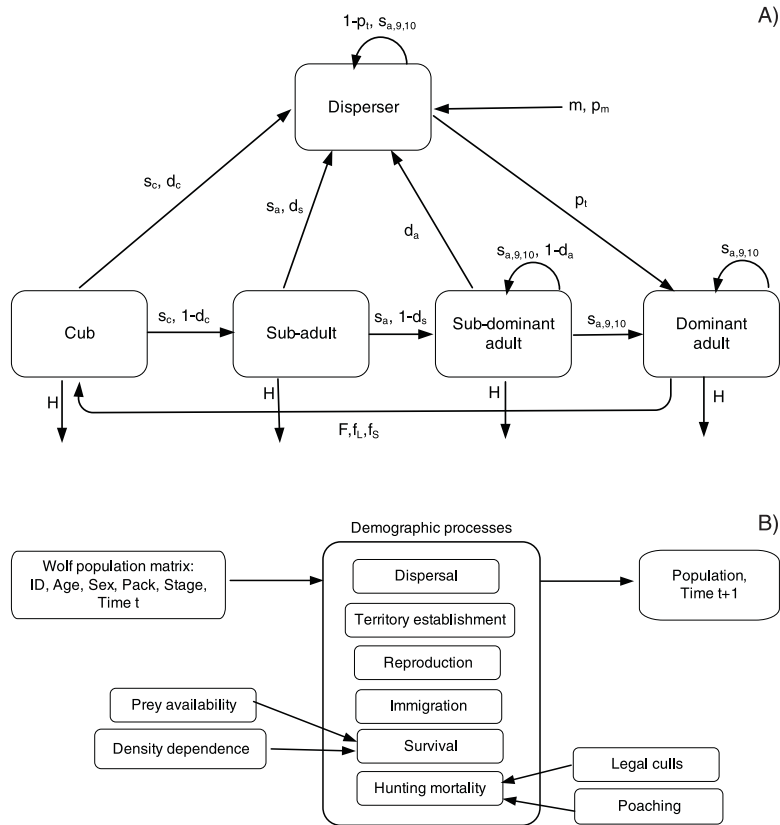 A)
1-pt, sa,9,10
Disperser
m, pm
sc, dc
sa, ds
da
pt
sa,9,10, 1-da
sa,9,10
Cub
sc, 1-dc
Sub-adult
sa, 1-ds
Sub-dominant
adult
sa,9,10
Dominant
adult
H
H
H
H
F,fL,fS
B)
Demographic processes
Wolf population matrix:
ID, Age, Sex, Pack, Stage,
Time t
Dispersal
Population,
Time t+1
Territory establishment
Reproduction
Prey availability
Immigration
Density dependence
Survival
Legal culls
Hunting mortality
Poaching